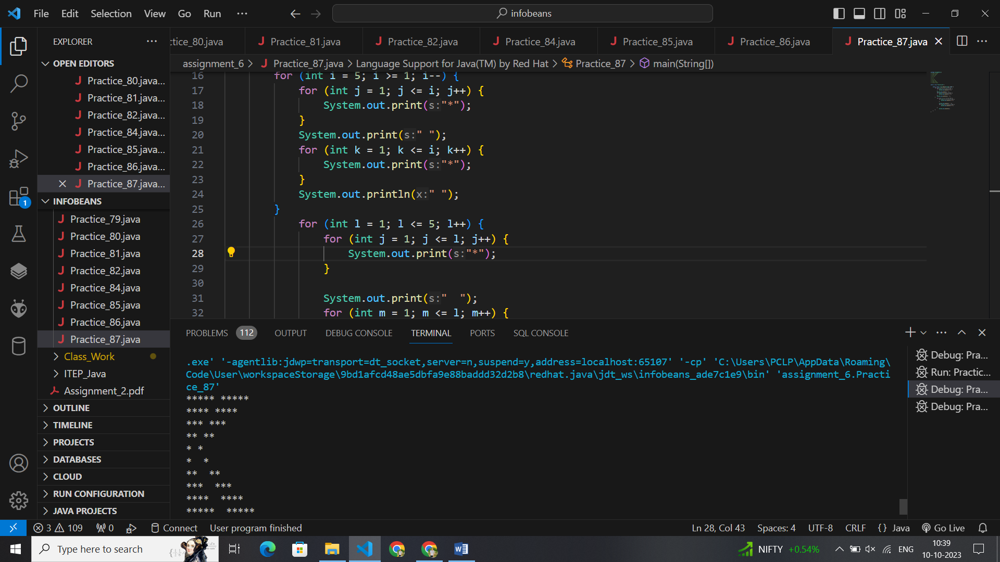 File Edit Selection View Go Run ··· infobeans
EXPLORER ···
ctice_80.java Practice_81.java Practice_82.java Practice_84.java Practice_85.java Practice_86.java Practice_87.java
OPEN EDITORS
Practice_80.java...
Practice_81.java...
Practice_82.java...
Practice_84.java...
Practice_85.java...
Practice_86.java...
Practice_87.java...
INFOBEANS
Practice_79.java
Practice_80.java
Practice_81.java
Practice_82.java
Practice_84.java
Practice_85.java
Practice_86.java
Practice_87.java
Class_Work
ITEP_Java
Assignment_2.pdf
OUTLINE
TIMELINE
PROJECTS
DATABASES
CLOUD
RUN CONFIGURATION
JAVA PROJECTS
1
assignment_6 > Practice_87.java > Language Support for Java(TM) by Red Hat > Practice_87 > main(String[])
16 for (int i = 5; i >= 1; i--) {
17 for (int j = 1; j <= i; j++) {
18 System.out.print(s:"*");
19 }
20 System.out.print(s:" ");
21 for (int k = 1; k <= i; k++) {
22 System.out.print(s:"*");
23 }
24 System.out.println(x:" ");
25 }
26 for (int l = 1; l <= 5; l++) {
27 for (int j = 1; j <= l; j++) {
28 System.out.print(s:"*");
29 }
30
31 System.out.print(s:"  ");
32 for (int m = 1; m <= l; m++) {
PROBLEMS 112 OUTPUT DEBUG CONSOLE TERMINAL PORTS SQL CONSOLE
.exe' '-agentlib:jdwp=transport=dt_socket,server=n,suspend=y,address=localhost:65107' '-cp' 'C:\Users\PCLP\AppData\Roaming\
Code\User\workspaceStorage\9bd1afcd48ae5dbfa9e88baddd32d2b8\redhat.java\jdt_ws\infobeans_ade7c1e9\bin' 'assignment_6.Practi
ce_87'
***** *****
**** ****
*** ***
** **
* *
*  *
**  **
***  ***
****  ****
*****  *****
Debug: Pra...
Run: Practic...
Debug: Pra...
Debug: Pra...
3 109 0 Connect User program finished Ln 28, Col 43 Spaces: 4 UTF-8 CRLF {} Java Go Live
Type here to search NIFTY +0.54% ENG 10:39
10-10-2023